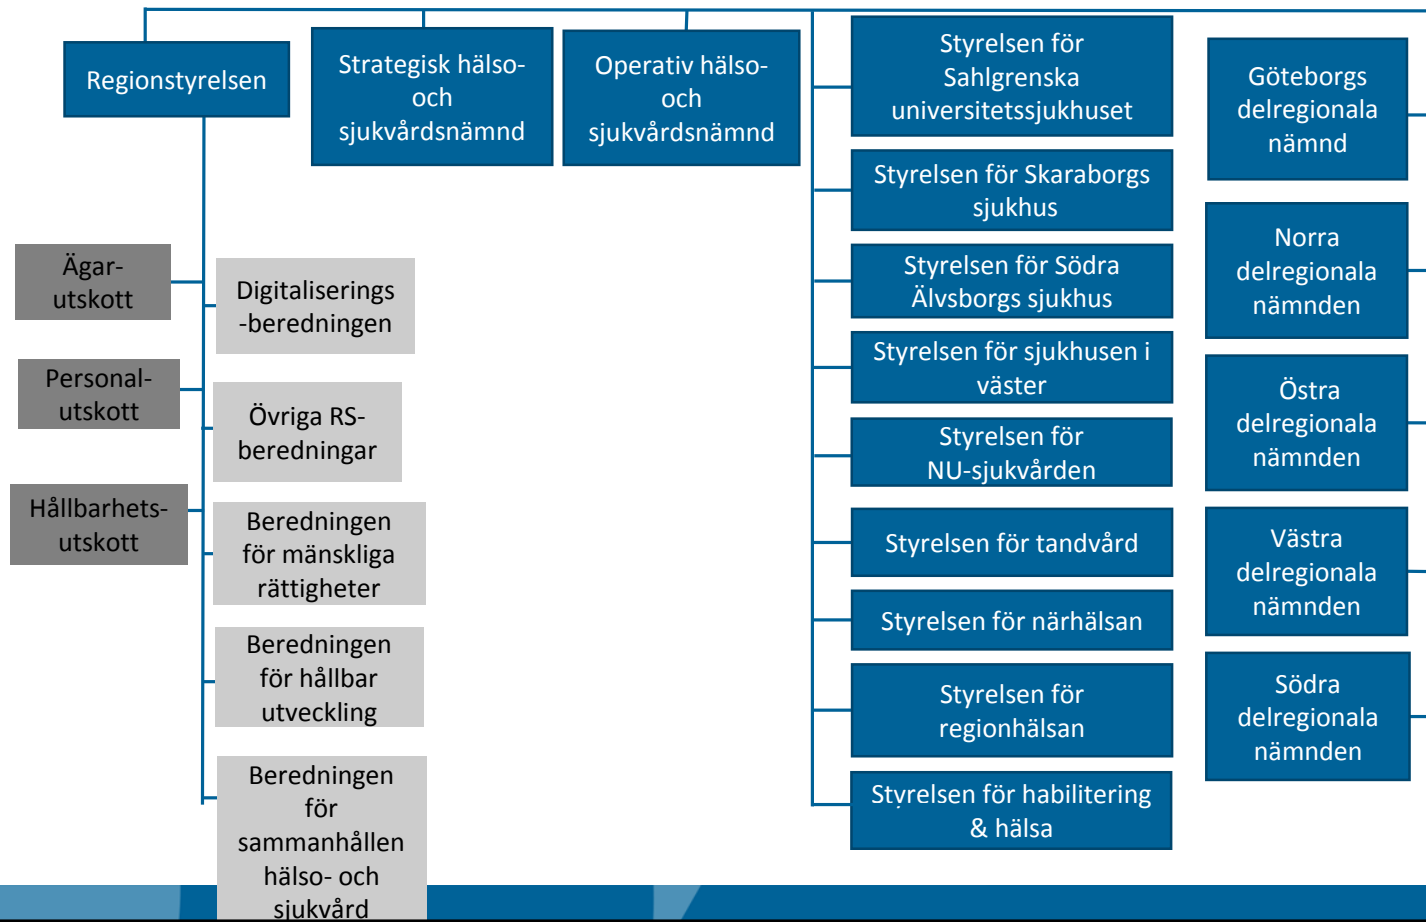 Regionstyrelsen
Strategisk hälso-
och
sjukvårdsnämnd
Operativ hälso-
och
sjukvårdsnämnd
Styrelsen för
Sahlgrenska
universitetssjukhuset
Styrelsen för Skaraborgs
sjukhus
Styrelsen för Södra
Älvsborgs sjukhus
Styrelsen för sjukhusen i
väster
Styrelsen för
NU-sjukvården
Styrelsen för tandvård
Styrelsen för närhälsan
Styrelsen för
regionhälsan
Styrelsen för habilitering
& hälsa
Göteborgs
delregionala
nämnd
Norra
delregionala
nämnden
Östra
delregionala
nämnden
Västra
delregionala
nämnden
Södra
delregionala
nämnden
Ägar-
utskott
Personal-
utskott
Hållbarhets-
utskott
Digitaliserings
-beredningen
Övriga RS-
beredningar
Beredningen
för mänskliga
rättigheter
Beredningen
för hållbar
utveckling
Beredningen
för
sammanhållen
hälso- och
sjukvård